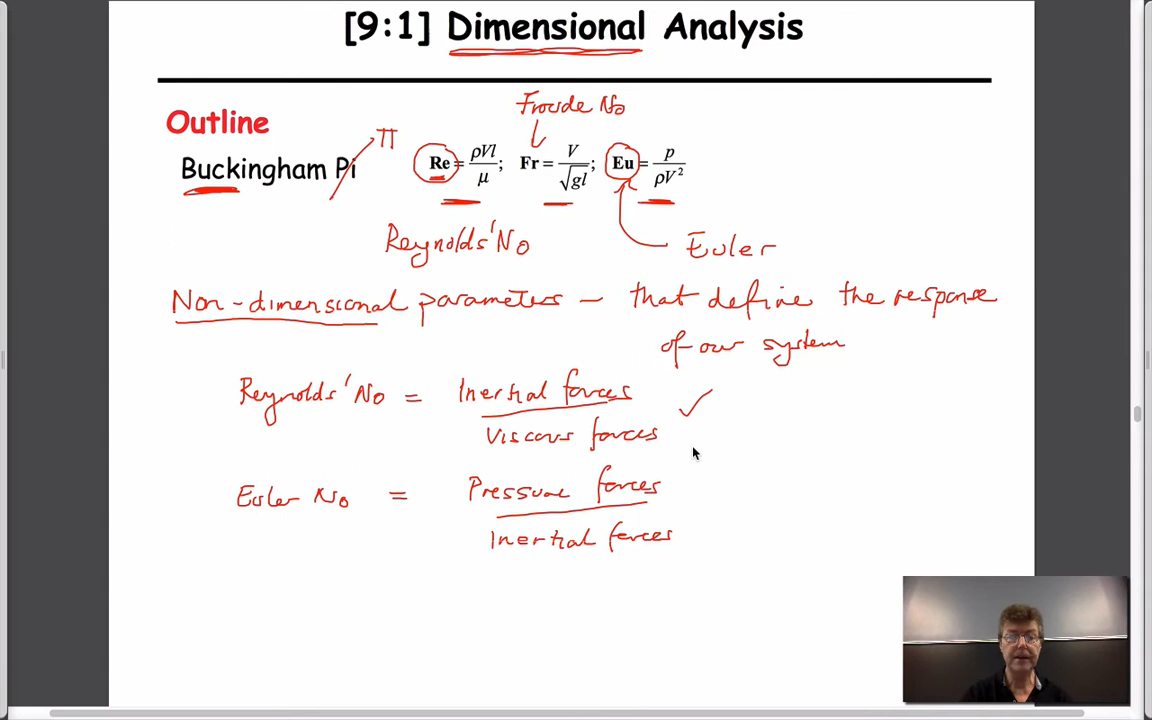 [9:1] Dimensional Analysis
Froude No
Outline
Buckingham Pi
π
Re = ρVl/μ; Fr = V/√gl; Eu = p/ρV²
Reynolds' No
Euler
Non-dimensional parameters — that define the response
of our system
Reynolds' No = Inertial forces
Viscous forces ✓
Euler No = Pressure forces
Inertial forces